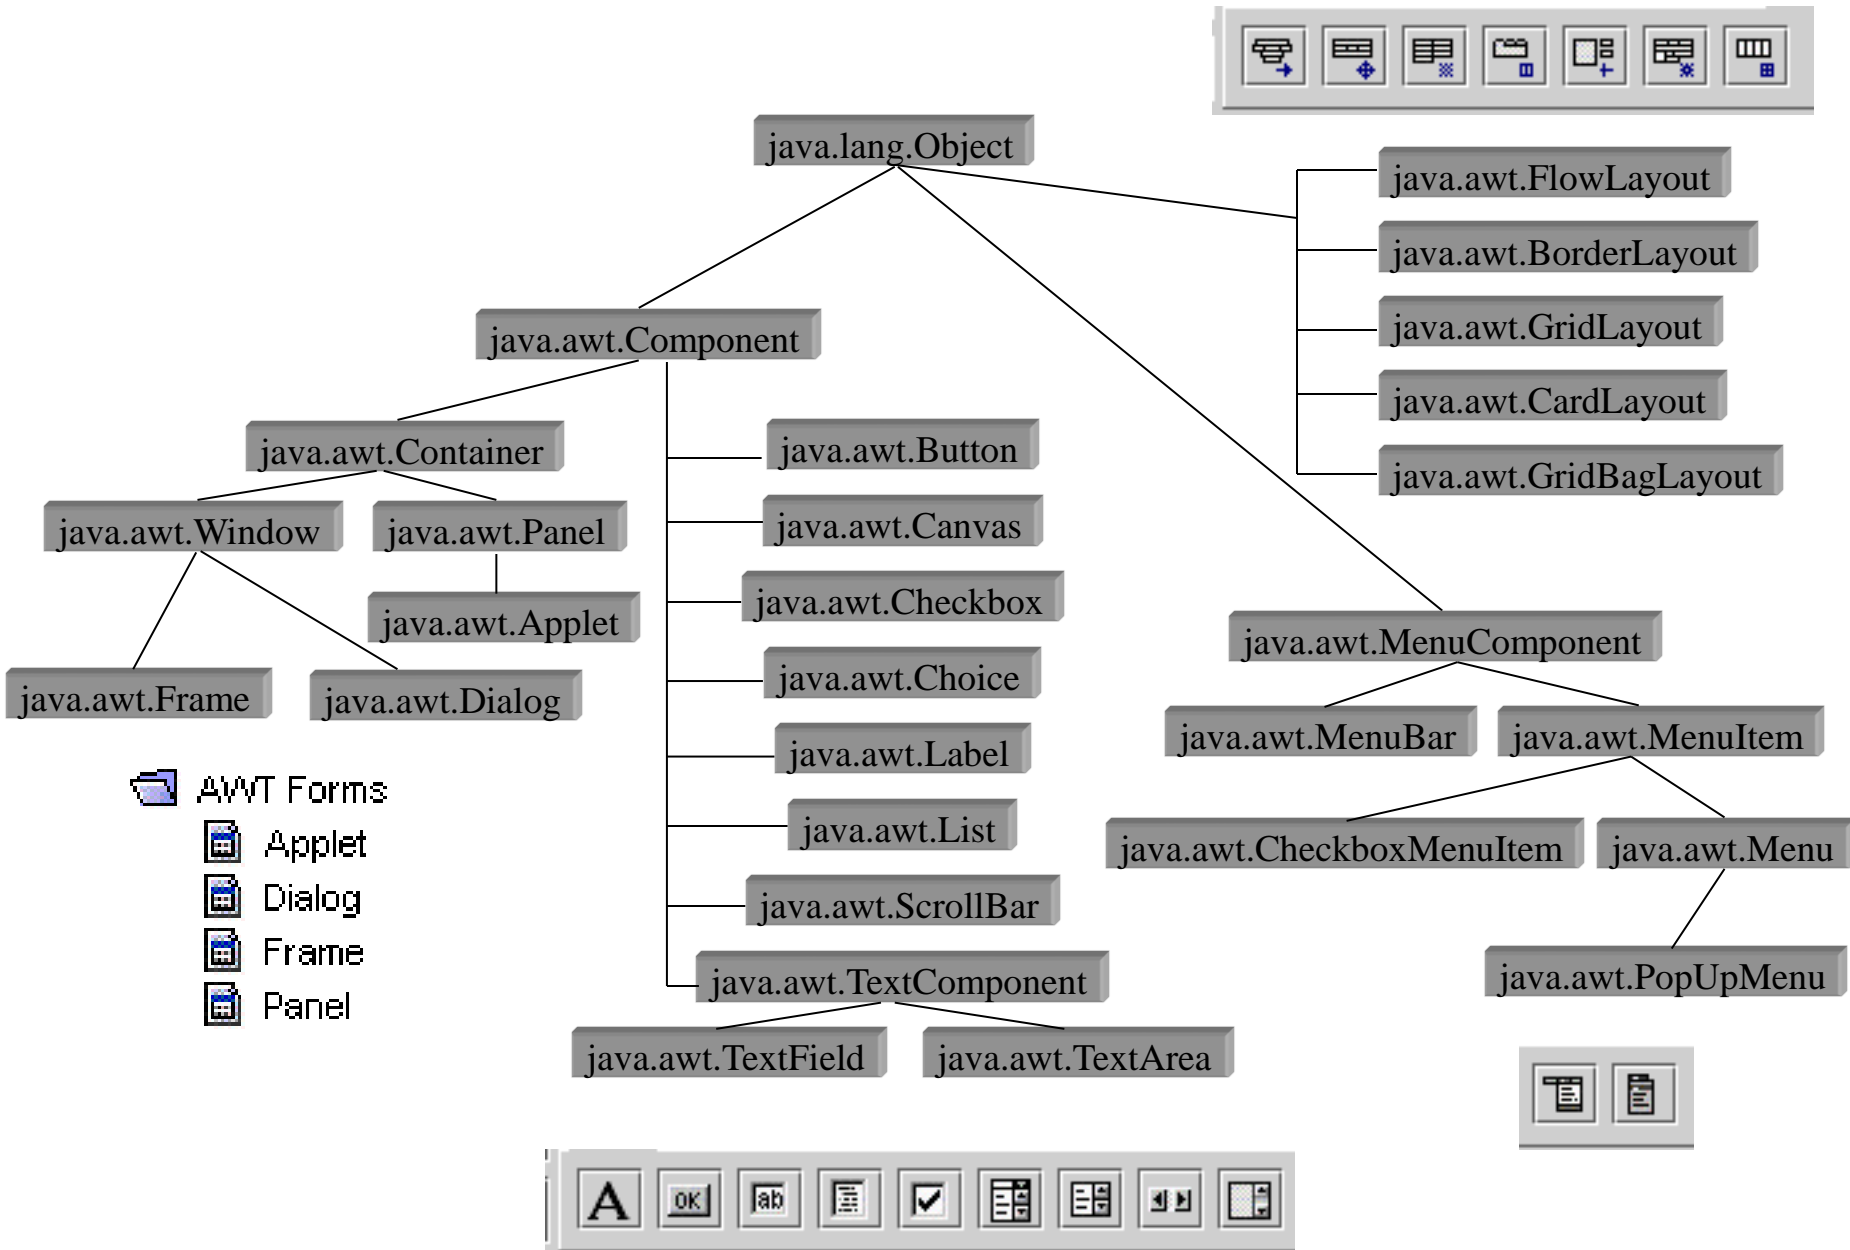 java.lang.Object
java.awt.FlowLayout
java.awt.BorderLayout
java.awt.GridLayout
java.awt.CardLayout
java.awt.GridBagLayout
java.awt.Component
java.awt.Container
java.awt.Window
java.awt.Panel
java.awt.Applet
java.awt.Frame
java.awt.Dialog
java.awt.Button
java.awt.Canvas
java.awt.Checkbox
java.awt.Choice
java.awt.Label
java.awt.List
java.awt.ScrollBar
java.awt.TextComponent
java.awt.TextField
java.awt.TextArea
java.awt.MenuComponent
java.awt.MenuBar
java.awt.MenuItem
java.awt.CheckboxMenuItem
java.awt.Menu
java.awt.PopUpMenu
AWT Forms
Applet
Dialog
Frame
Panel
A
OK
ab